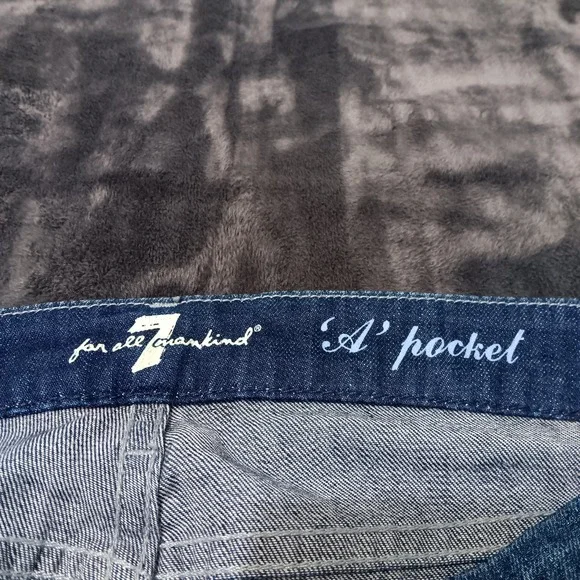 for all 7 mankind® 'A' pocket